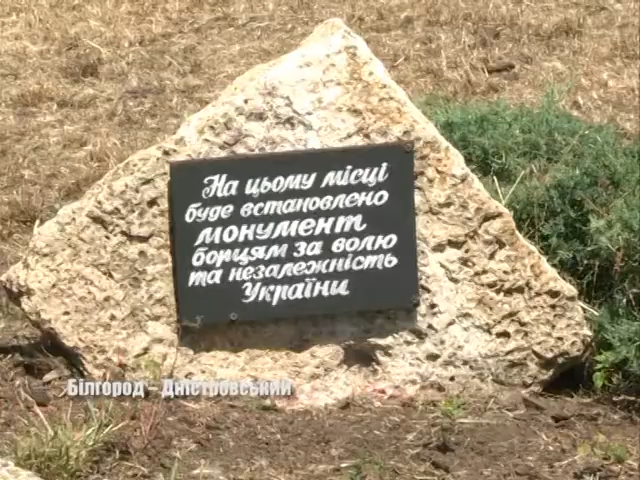 На цьому місці
буде встановлено
монумент
борцям за волю
та незалежність
України
Білгород - Дністровський